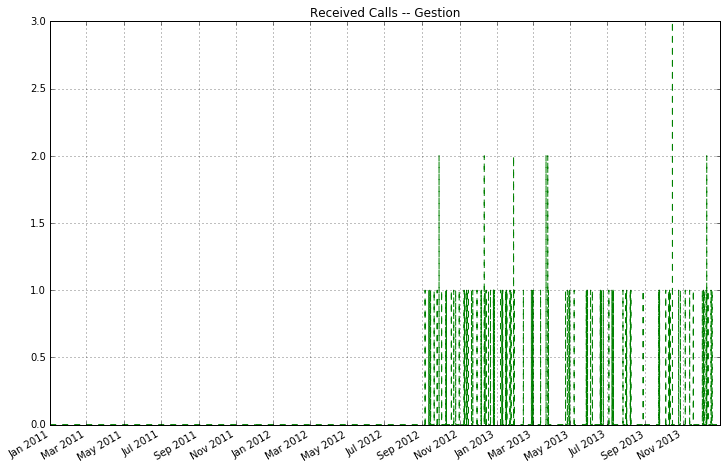 Received Calls -- Gestion
3.0
2.5
2.0
1.5
1.0
0.5
0.0
Jan 2011
Mar 2011
May 2011
Jul 2011
Sep 2011
Nov 2011
Jan 2012
Mar 2012
May 2012
Jul 2012
Sep 2012
Nov 2012
Jan 2013
Mar 2013
May 2013
Jul 2013
Sep 2013
Nov 2013